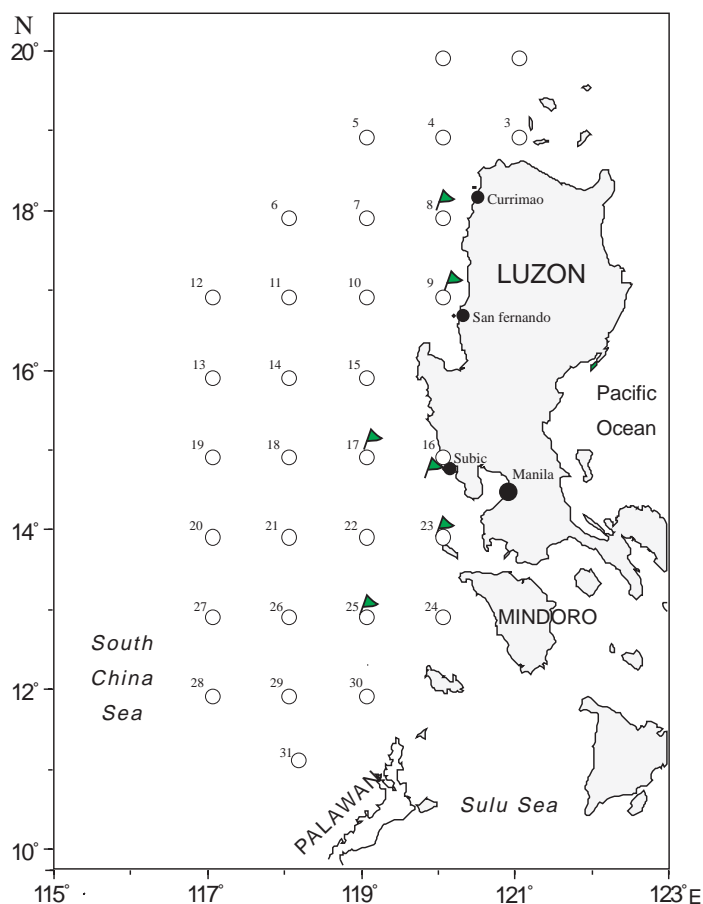 N
20°
5 4 3
18°
6 7 8
Currimao
LUZON
12 11 10 9
San fernando
16°
13 14 15
Pacific
Ocean
19 18 17 16
Subic
Manila
14°
20 21 22 23
27 26 25 24
MINDORO
South
China
Sea
12°
28 29 30
31
PALAWAN
Sulu Sea
10°
115° 117° 119° 121° 123° E